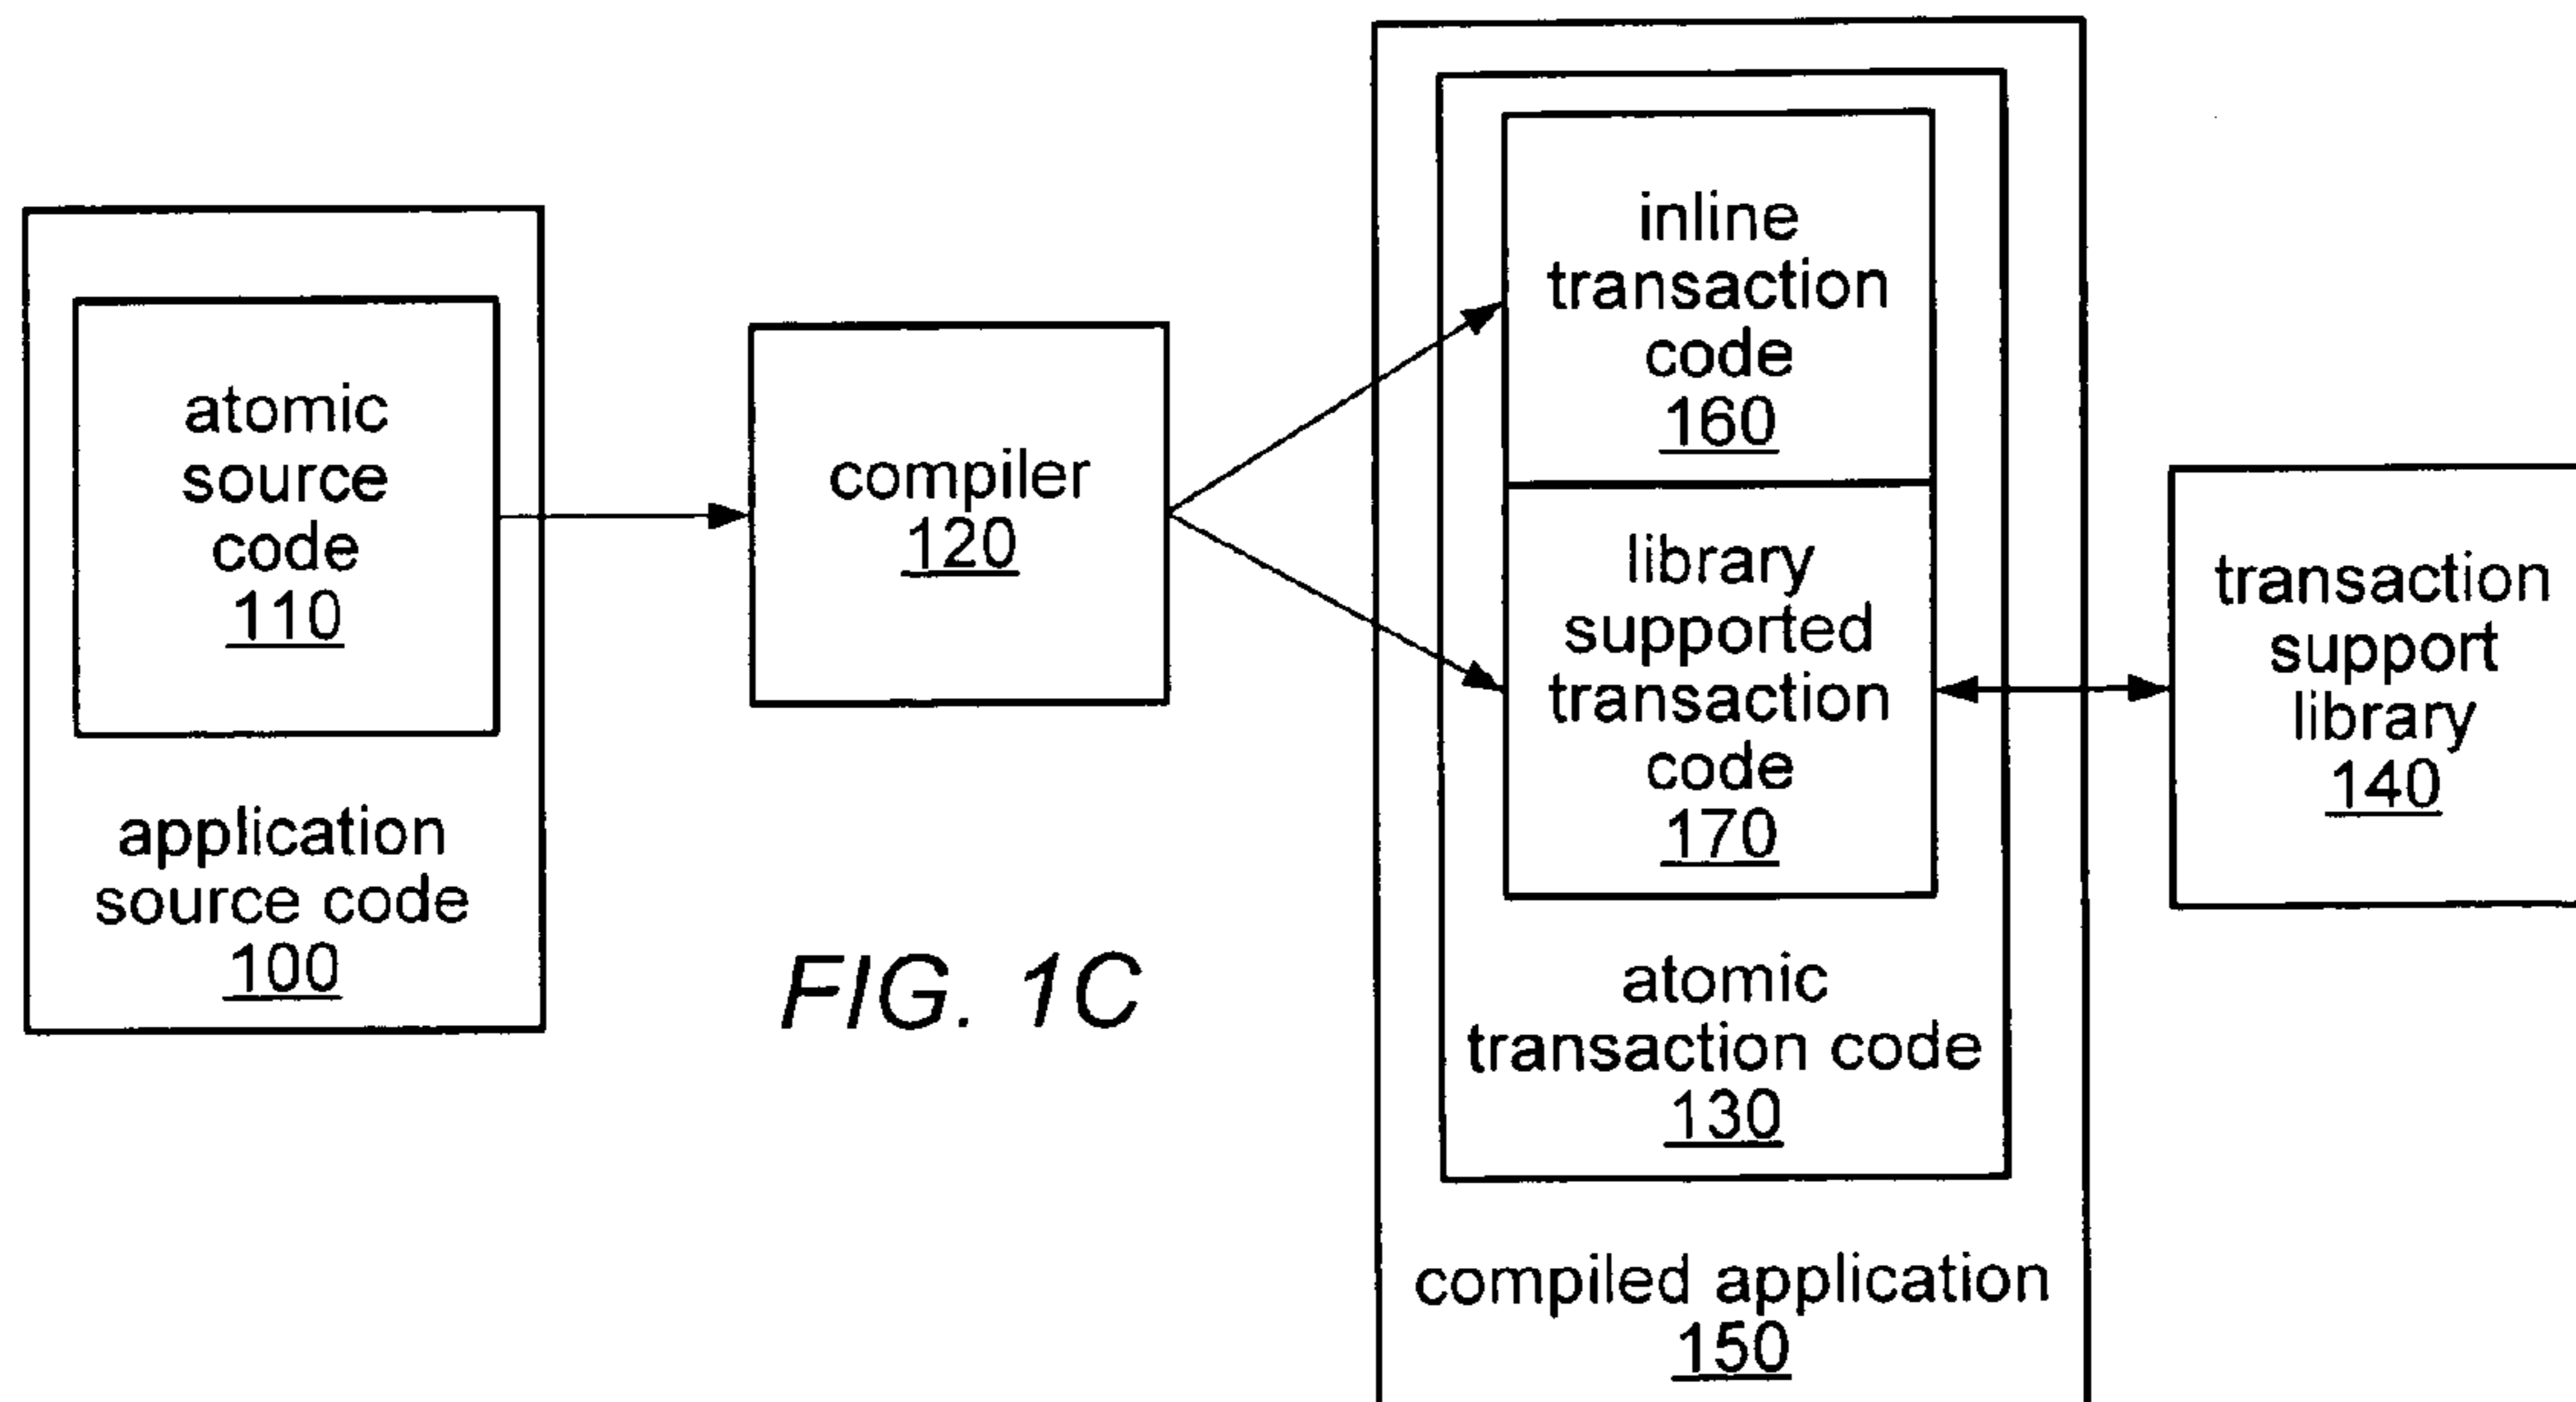 atomic
source
code
110
application
source code
100
compiler
120
FIG. 1C
inline
transaction
code
160
library
supported
transaction
code
170
atomic
transaction code
130
compiled application
150
transaction
support
library
140